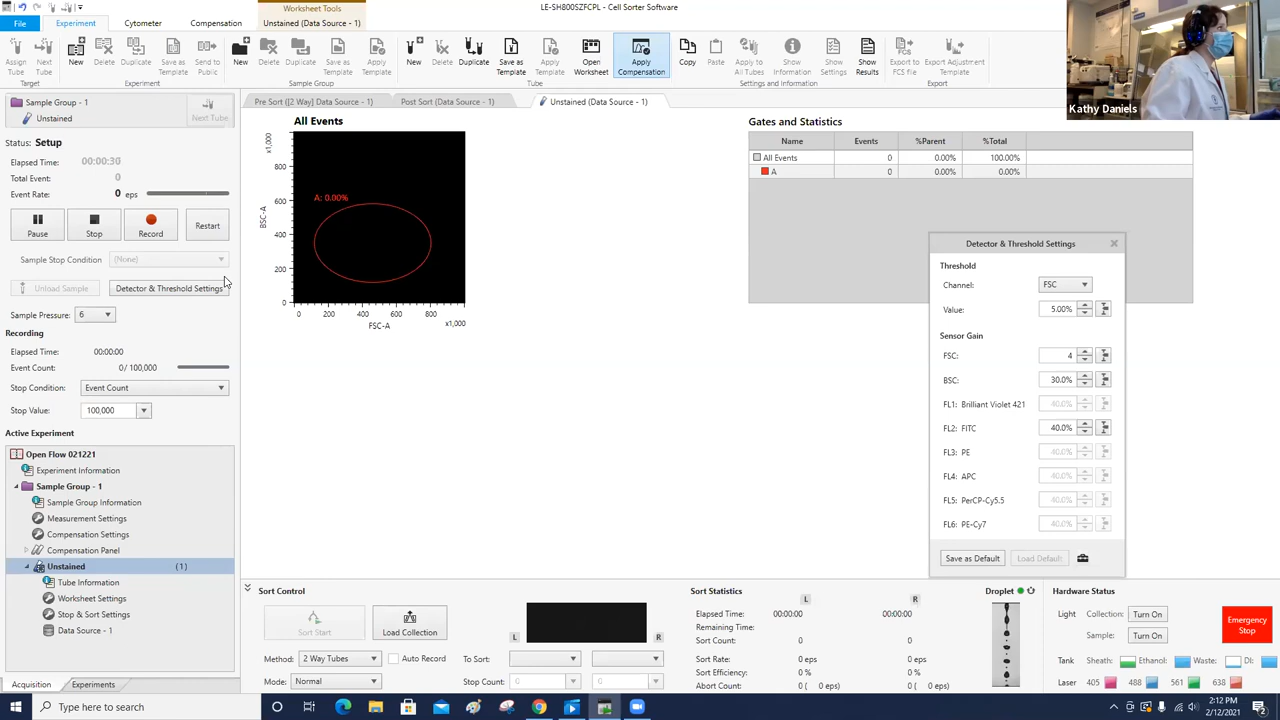 Worksheet Tools
LE-SH800SZFCPL - Cell Sorter Software
File Experiment Cytometer Compensation Unstained (Data Source - 1)
Assign Tube
Next Tube
New
Delete
Duplicate
Save as Template
Send to Public
New
Delete
Duplicate
Save as Template
Apply Template
New
Delete
Duplicate
Save as Template
Apply Template
Open Worksheet
Apply Compensation
Copy
Paste
Apply to All Tubes
Show Information
Show Settings
Show Results
Export to FCS file
Export Adjustment Template
Target Experiment Sample Group Tube Settings and Information Export
Kathy Daniels
Sample Group - 1
Unstained
Next Tube
Status: Setup
Elapsed Time: 00:00:30
Total Event: 0
Event Rate: 0 eps
Pause Stop Record Restart
Sample Stop Condition (None)
Unload Sample Detector & Threshold Settings
Sample Pressure: 6
Recording
Elapsed Time: 00:00:00
Event Count: 0/ 100,000
Stop Condition: Event Count
Stop Value: 100,000
Active Experiment
Open Flow 021221
Experiment Information
Sample Group - 1
Sample Group Information
Measurement Settings
Compensation Settings
Compensation Panel
Unstained (1)
Tube Information
Worksheet Settings
Stop & Sort Settings
Data Source - 1
Acquisition Experiments
Pre Sort ([2 Way] Data Source - 1) Post Sort (Data Source - 1) Unstained (Data Source - 1)
All Events
x1,000
800
600
400
200
0
BSC-A
A: 0.00%
0 200 400 600 800
FSC-A x1,000
Gates and Statistics
Name Events %Parent %Total
All Events 0 0.00% 100.00%
A 0 0.00% 0.00%
Detector & Threshold Settings
Threshold
Channel: FSC
Value: 5.00%
Sensor Gain
FSC: 4
BSC: 30.0%
FL1: Brilliant Violet 421 40.0%
FL2: FITC 40.0%
FL3: PE 40.0%
FL4: APC 40.0%
FL5: PerCP-Cy5.5 40.0%
FL6: PE-Cy7 40.0%
Save as Default Load Default
Sort Control
Sort Start Load Collection
L R
Method: 2 Way Tubes Auto Record To Sort:
Mode: Normal Stop Count: 0 0
Sort Statistics
L R
Elapsed Time: 00:00:00 00:00:00
Remaining Time:
Sort Count: 0 0
Sort Rate: 0 eps 0 eps
Sort Efficiency: 0 % 0 %
Abort Count: 0 ( 0 eps) 0 ( 0 eps)
Droplet
Hardware Status
Light Collection: Turn On
Sample: Turn On
Emergency Stop
Tank Sheath: Ethanol: Waste: DI:
Laser 405 488 561 638
Type here to search
2:12 PM
2/12/2021
2